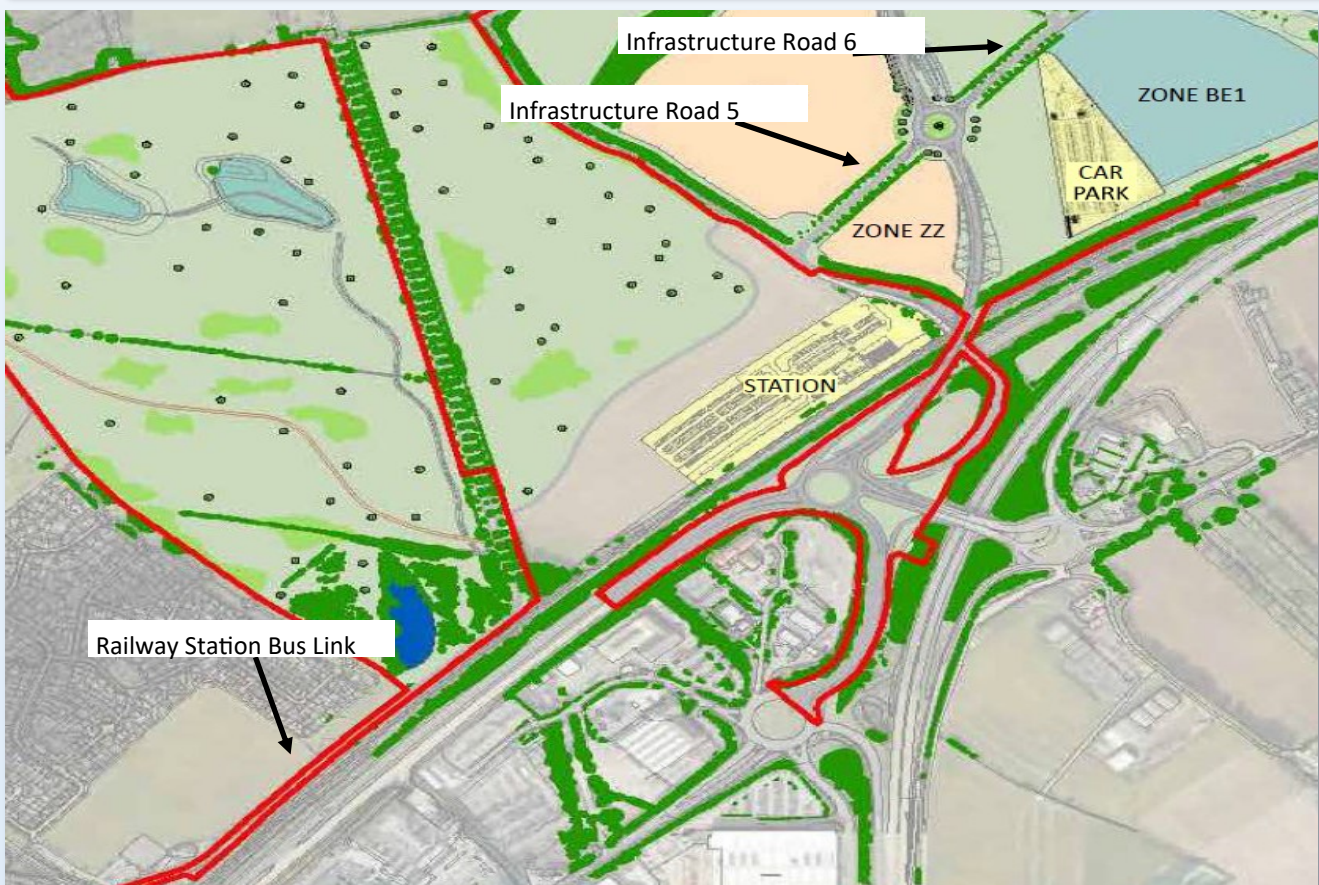 Infrastructure Road 6
Infrastructure Road 5
ZONE BE1
CAR
PARK
ZONE ZZ
STATION
Railway Station Bus Link